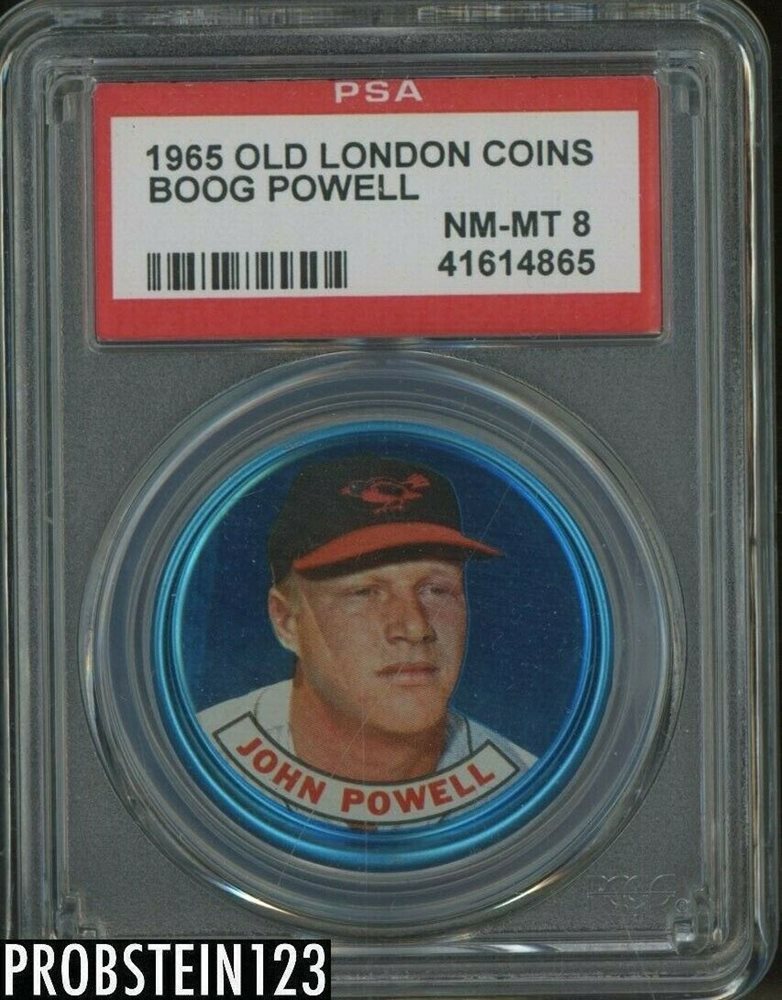 PSA
1965 OLD LONDON COINS
BOOG POWELL
NM-MT 8
41614865
JOHN POWELL
PROBSTEIN123